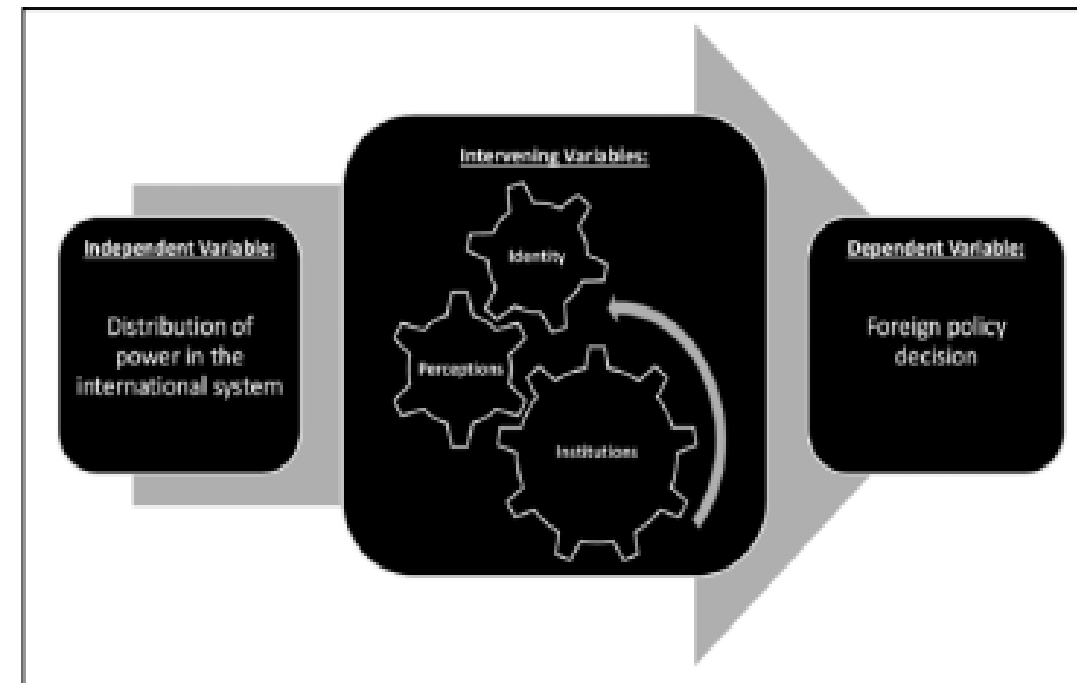 Intervening Variables:
Identity
Perceptions
Institutions
Independent Variable:
Distribution of
power in the
international system
Dependent Variable:
Foreign policy
decision